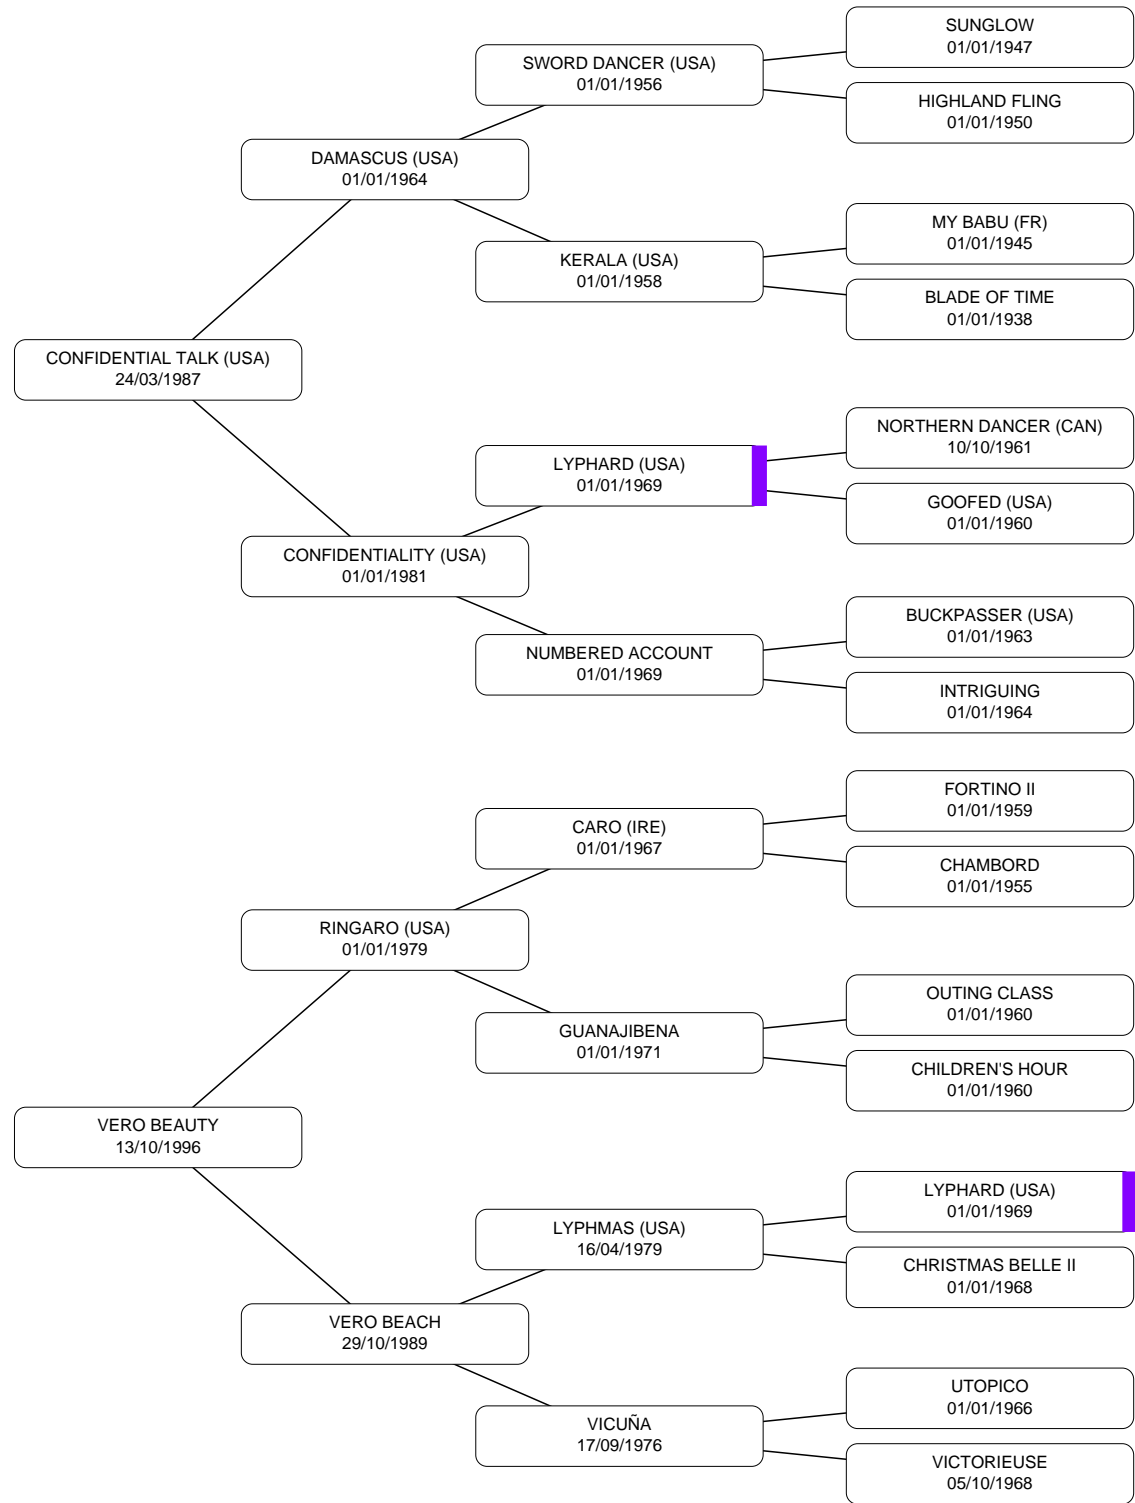 SUNGLOW
01/01/1947
SWORD DANCER (USA)
01/01/1956
HIGHLAND FLING
01/01/1950
DAMASCUS (USA)
01/01/1964
MY BABU (FR)
01/01/1945
KERALA (USA)
01/01/1958
BLADE OF TIME
01/01/1938
CONFIDENTIAL TALK (USA)
24/03/1987
NORTHERN DANCER (CAN)
10/10/1961
LYPHARD (USA)
01/01/1969
GOOFED (USA)
01/01/1960
CONFIDENTIALITY (USA)
01/01/1981
BUCKPASSER (USA)
01/01/1963
NUMBERED ACCOUNT
01/01/1969
INTRIGUING
01/01/1964
FORTINO II
01/01/1959
CARO (IRE)
01/01/1967
CHAMBORD
01/01/1955
RINGARO (USA)
01/01/1979
OUTING CLASS
01/01/1960
GUANAJIBENA
01/01/1971
CHILDREN'S HOUR
01/01/1960
VERO BEAUTY
13/10/1996
LYPHARD (USA)
01/01/1969
LYPHMAS (USA)
16/04/1979
CHRISTMAS BELLE II
01/01/1968
VERO BEACH
29/10/1989
UTOPICO
01/01/1966
VICUÑA
17/09/1976
VICTORIEUSE
05/10/1968